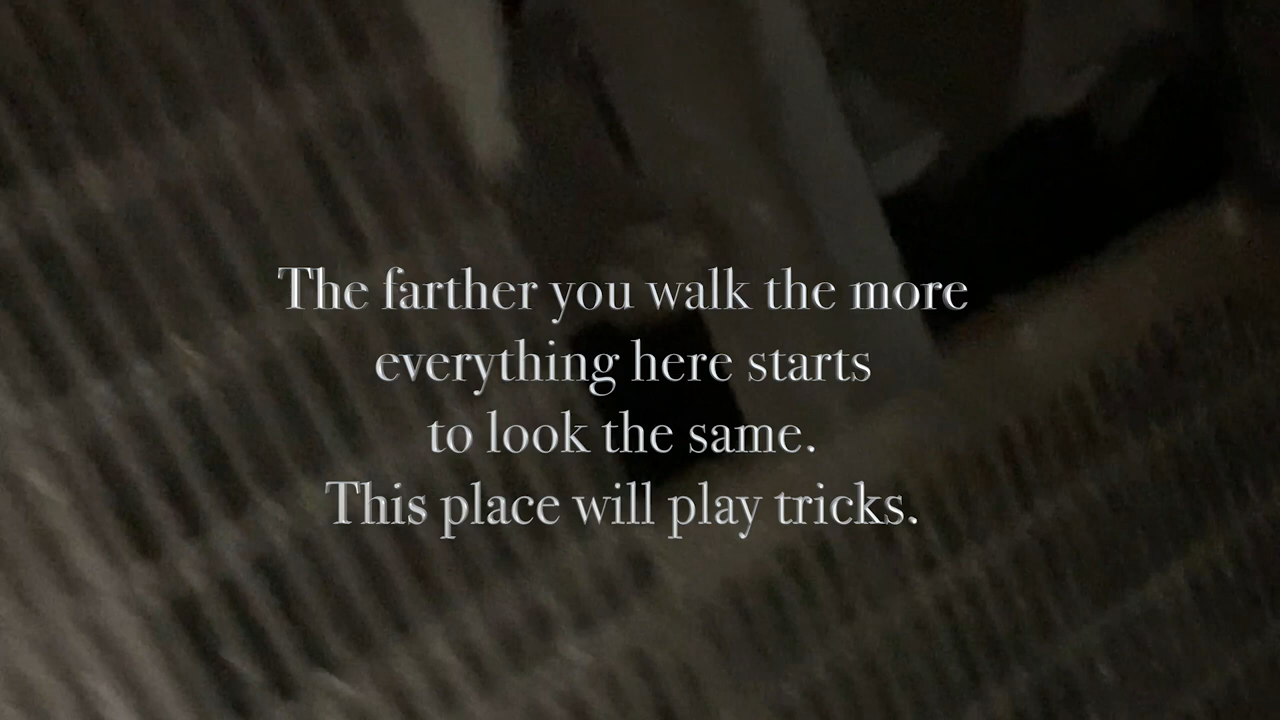 The farther you walk the more
everything here starts
to look the same.
This place will play tricks.